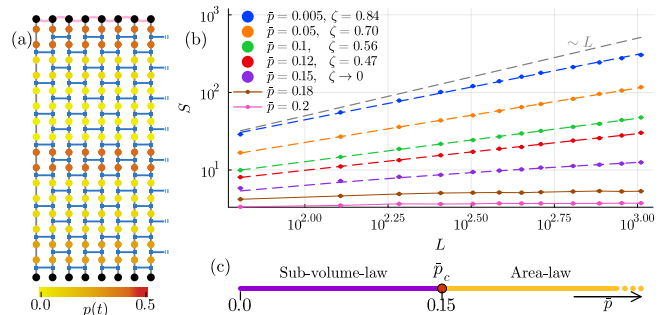 (a)
0.0 0.5
p(t)
(b)
p̄ = 0.005, ζ = 0.84
p̄ = 0.05, ζ = 0.70
p̄ = 0.1, ζ = 0.56
p̄ = 0.12, ζ = 0.47
p̄ = 0.15, ζ → 0
p̄ = 0.18
p̄ = 0.2
~ L
S
10³
10²
10¹
10^2.00 10^2.25 10^2.50 10^2.75 10^3.00
L
(c)
Sub-volume-law p̄_c Area-law
0.0 0.15 p̄